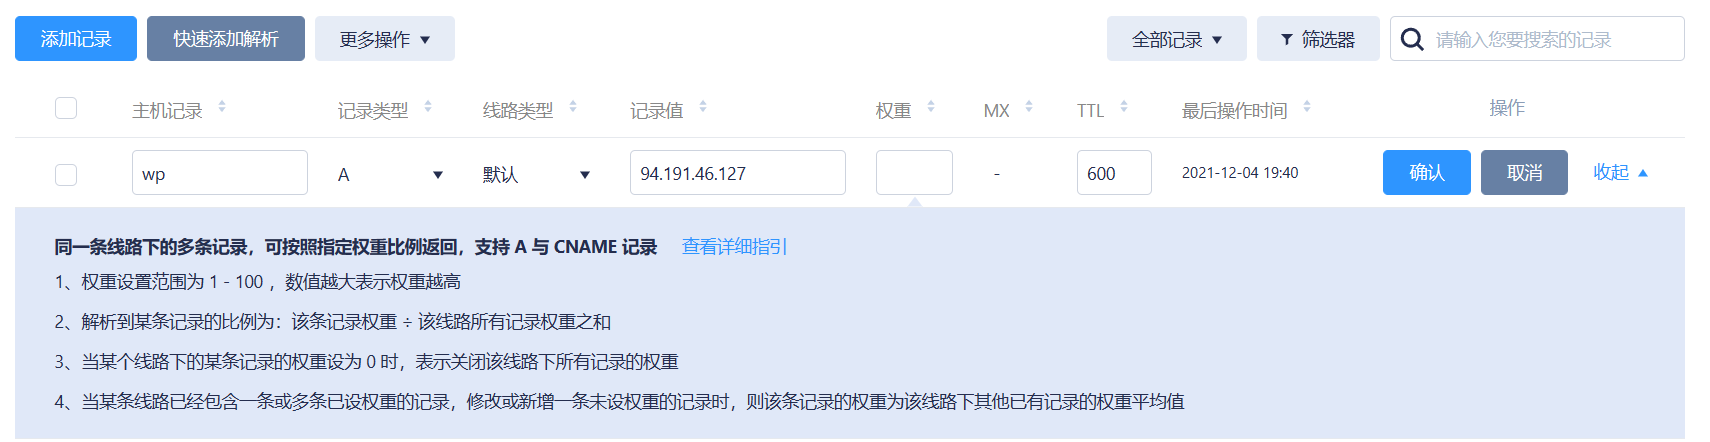 添加记录 快速添加解析 更多操作 全部记录 筛选器 请输入您要搜索的记录
主机记录 记录类型 线路类型 记录值 权重 MX TTL 最后操作时间 操作
wp A 默认 94.191.46.127 - 600 2021-12-04 19:40 确认 取消 收起
同一条线路下的多条记录，可按照指定权重比例返回，支持 A 与 CNAME 记录 查看详细指引
1、权重设置范围为 1 - 100 ，数值越大表示权重越高
2、解析到某条记录的比例为：该条记录权重 ÷ 该线路所有记录权重之和
3、当某个线路下的某条记录的权重设为 0 时，表示关闭该线路下所有记录的权重
4、当某条线路已经包含一条或多条已设权重的记录，修改或新增一条未设权重的记录时，则该条记录的权重为该线路下其他已有记录的权重平均值